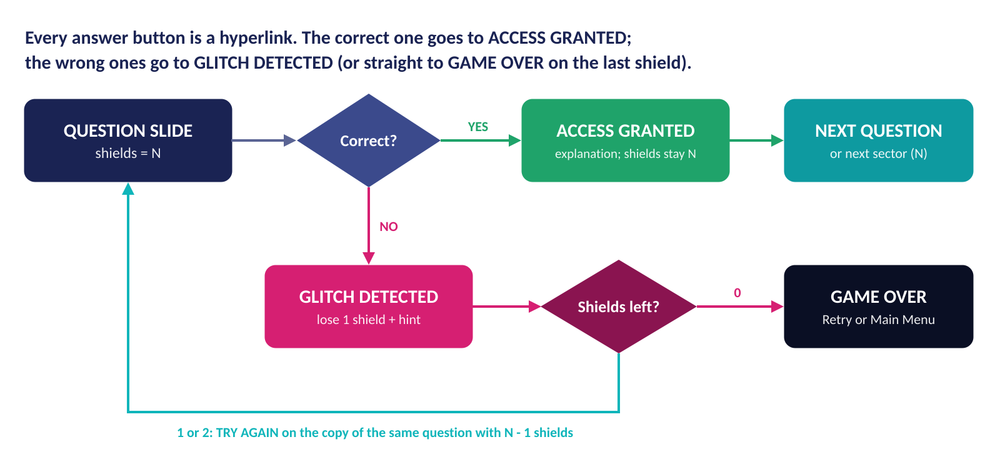 Every answer button is a hyperlink. The correct one goes to ACCESS GRANTED;
the wrong ones go to GLITCH DETECTED (or straight to GAME OVER on the last shield).
QUESTION SLIDE
shields = N
Correct?
YES
ACCESS GRANTED
explanation; shields stay N
NEXT QUESTION
or next sector (N)
NO
GLITCH DETECTED
lose 1 shield + hint
Shields left?
0
GAME OVER
Retry or Main Menu
1 or 2: TRY AGAIN on the copy of the same question with N - 1 shields